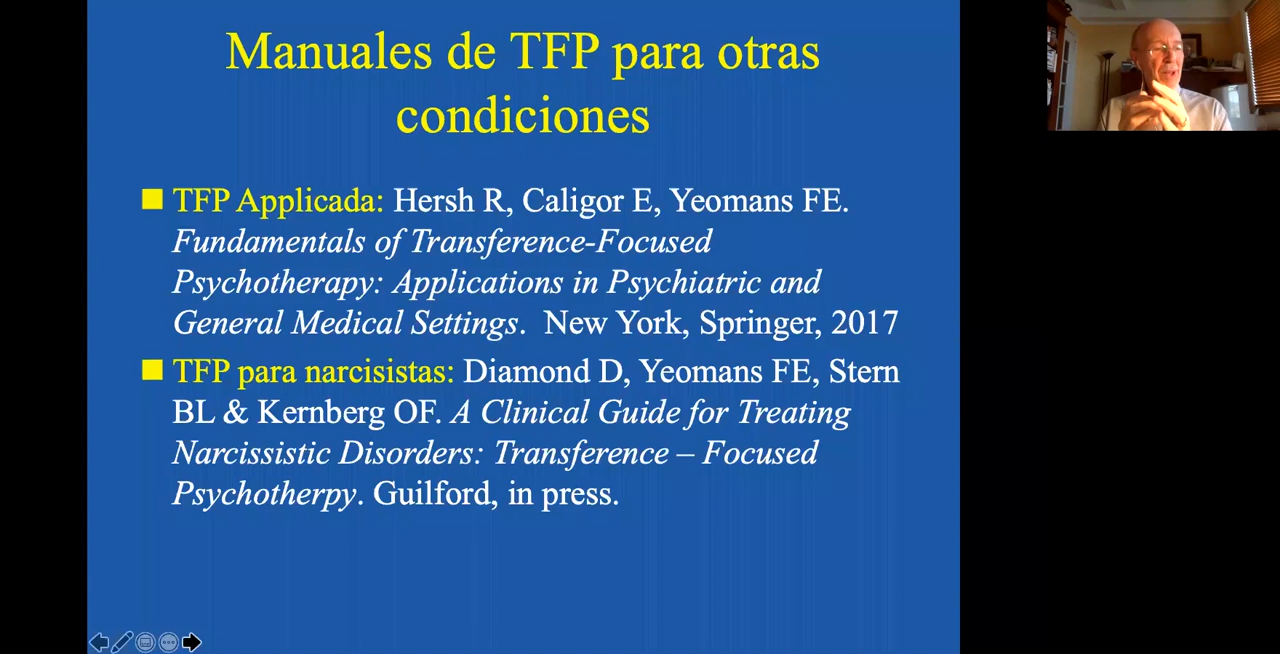 Manuales de TFP para otras
condiciones
TFP Applicada: Hersh R, Caligor E, Yeomans FE.
Fundamentals of Transference-Focused
Psychotherapy: Applications in Psychiatric and
General Medical Settings. New York, Springer, 2017
TFP para narcisistas: Diamond D, Yeomans FE, Stern
BL & Kernberg OF. A Clinical Guide for Treating
Narcissistic Disorders: Transference – Focused
Psychotherpy. Guilford, in press.